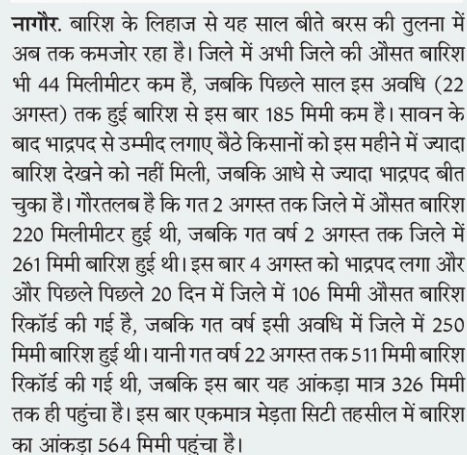 नागौर. बारिश के लिहाज से यह साल बीते बरस की तुलना में
अब तक कमजोर रहा है। जिले में अभी जिले की औसत बारिश
भी 44 मिलीमीटर कम है, जबकि पिछले साल इस अवधि (22
अगस्त) तक हुई बारिश से इस बार 185 मिमी कम है। सावन के
बाद भाद्रपद से उम्मीद लगाए बैठे किसानों को इस महीने में ज्यादा
बारिश देखने को नहीं मिली, जबकि आधे से ज्यादा भाद्रपद बीत
चुका है। गौरतलब है कि गत 2 अगस्त तक जिले में औसत बारिश
220 मिलीमीटर हुई थी, जबकि गत वर्ष 2 अगस्त तक जिले में
261 मिमी बारिश हुई थी। इस बार 4 अगस्त को भाद्रपद लगा और
और पिछले पिछले 20 दिन में जिले में 106 मिमी औसत बारिश
रिकॉर्ड की गई है, जबकि गत वर्ष इसी अवधि में जिले में 250
मिमी बारिश हुई थी। यानी गत वर्ष 22 अगस्त तक 511 मिमी बारिश
रिकॉर्ड की गई थी, जबकि इस बार यह आंकड़ा मात्र 326 मिमी
तक ही पहुंचा है। इस बार एकमात्र मेड़ता सिटी तहसील में बारिश
का आंकड़ा 564 मिमी पहुंचा है।